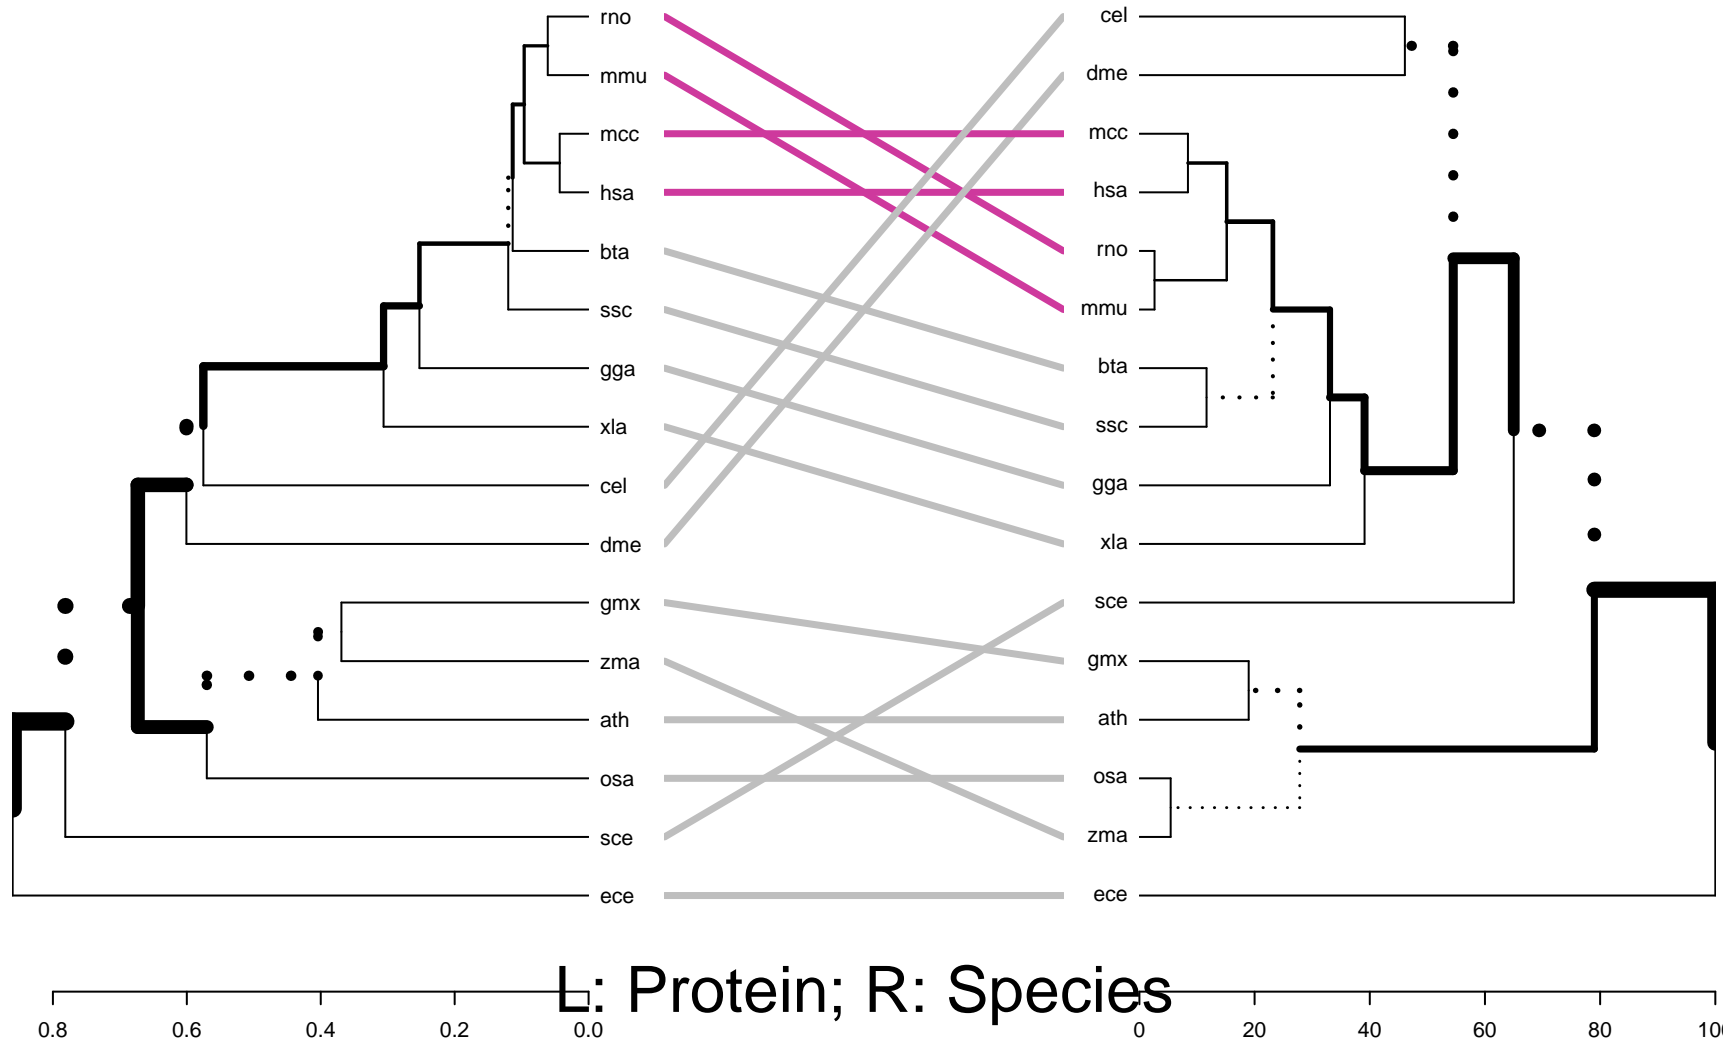 rno
mmu
mcc
hsa
bta
ssc
gga
xla
cel
dme
gmx
zma
ath
osa
sce
ece
cel
dme
mcc
hsa
rno
mmu
bta
ssc
gga
xla
sce
gmx
ath
osa
zma
ece
L: Protein; R: Species
0.8 0.6 0.4 0.2 0.0
0 20 40 60 80 100